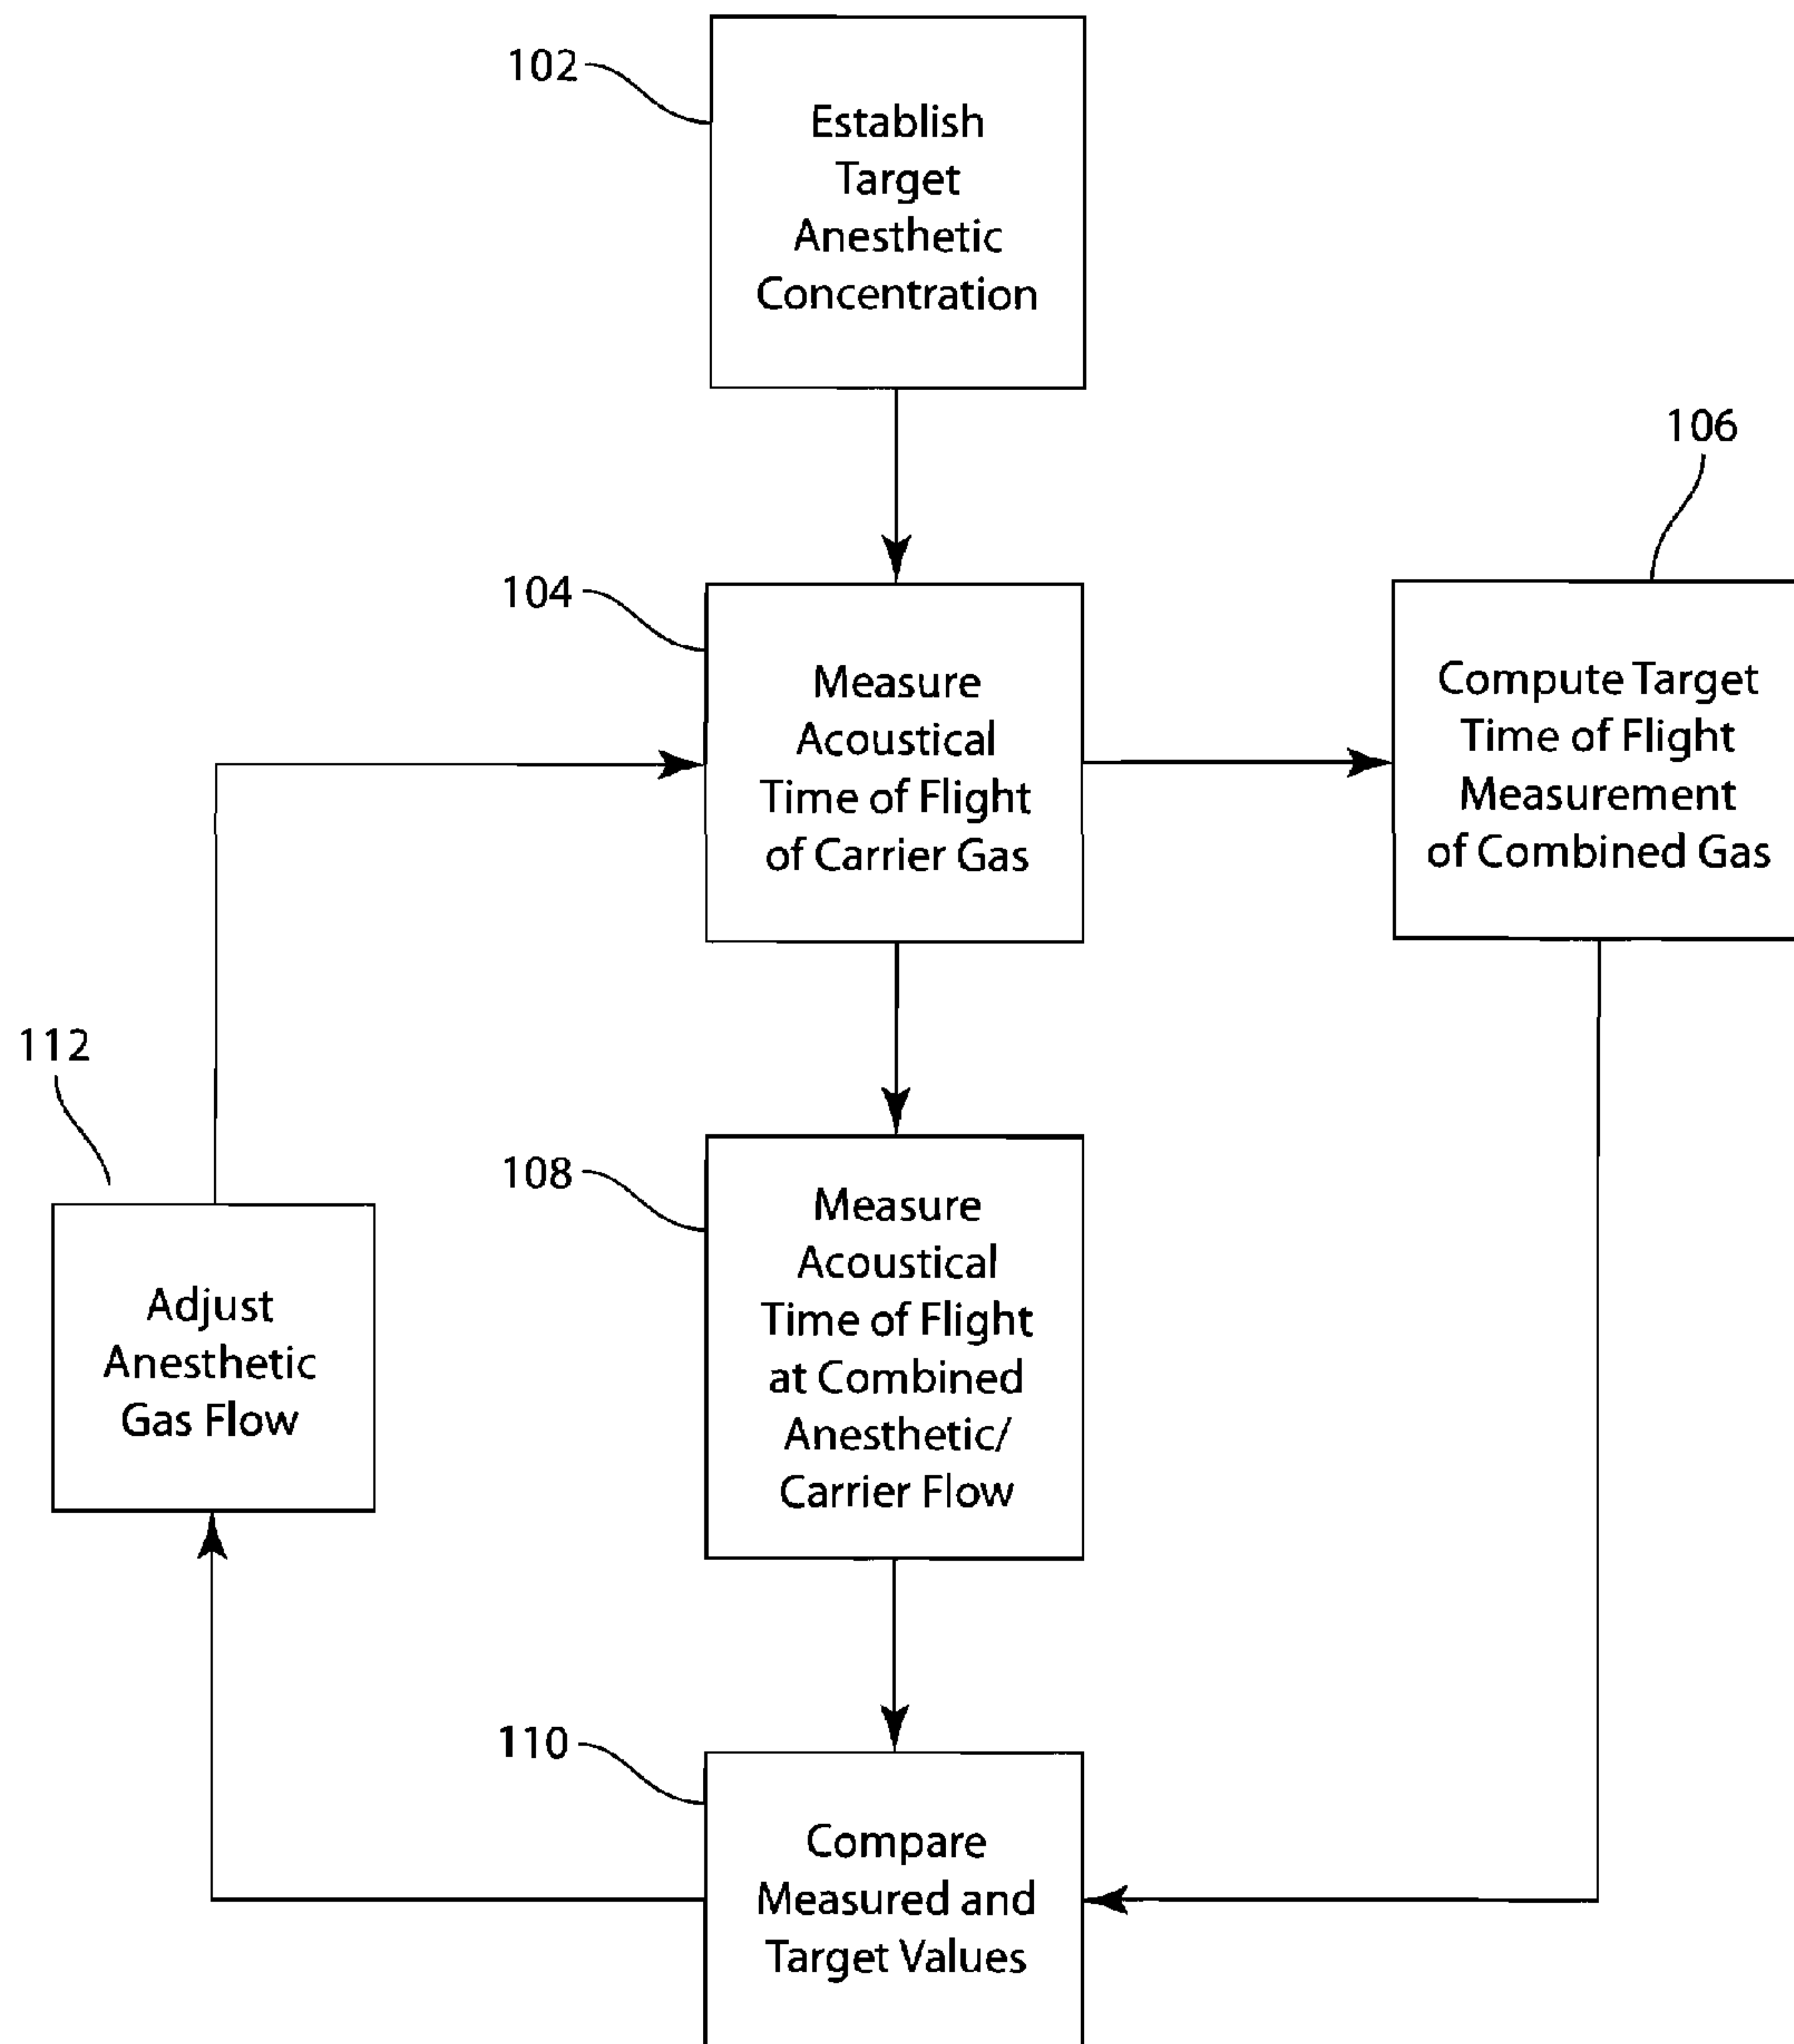 102
Establish
Target
Anesthetic
Concentration
106
104
Measure
Acoustical
Time of Flight
of Carrier Gas
Compute Target
Time of Flight
Measurement
of Combined Gas
112
Adjust
Anesthetic
Gas Flow
108
Measure
Acoustical
Time of Flight
at Combined
Anesthetic/
Carrier Flow
110
Compare
Measured and
Target Values